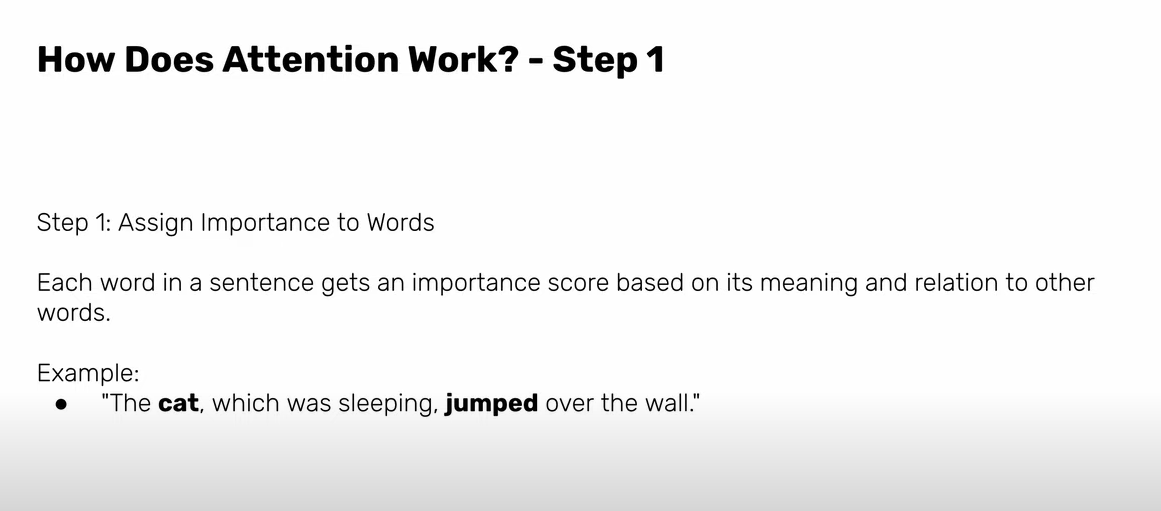 How Does Attention Work? - Step 1
Step 1: Assign Importance to Words
Each word in a sentence gets an importance score based on its meaning and relation to other
words.
Example:
● "The cat, which was sleeping, jumped over the wall."